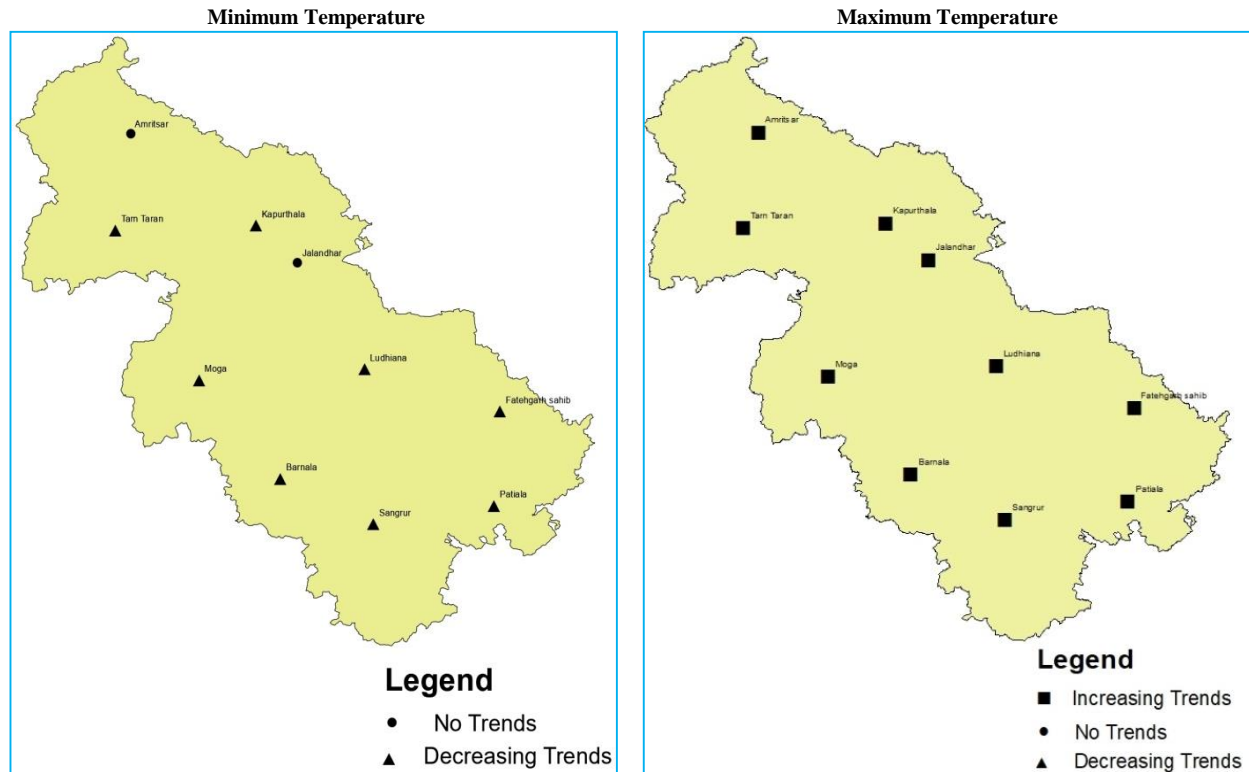 Minimum Temperature
Amritsar
Tarn Taran
Kapurthala
Jalandhar
Moga
Ludhiana
Fatehgarh sahib
Barnala
Patiala
Sangrur
Legend
No Trends
Decreasing Trends
Maximum Temperature
Amritsar
Tarn Taran
Kapurthala
Jalandhar
Moga
Ludhiana
Fatehgarh sahib
Barnala
Patiala
Sangrur
Legend
Increasing Trends
No Trends
Decreasing Trends